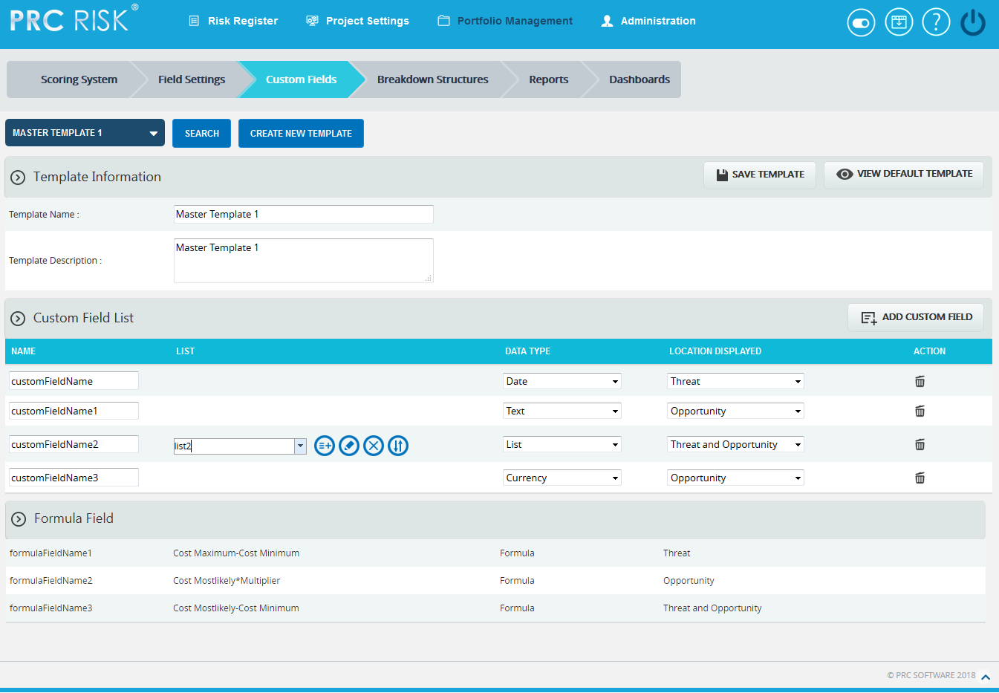 PRC RISK®
Risk Register Project Settings Portfolio Management Administration
?
Scoring System Field Settings Custom Fields Breakdown Structures Reports Dashboards
MASTER TEMPLATE 1 SEARCH CREATE NEW TEMPLATE
Template Information SAVE TEMPLATE VIEW DEFAULT TEMPLATE
Template Name : Master Template 1
Template Description : Master Template 1
Custom Field List ADD CUSTOM FIELD
NAME LIST DATA TYPE LOCATION DISPLAYED ACTION
customFieldName Date Threat
customFieldName1 Text Opportunity
customFieldName2 list2 List Threat and Opportunity
customFieldName3 Currency Opportunity
Formula Field
formulaFieldName1 Cost Maximum-Cost Minimum Formula Threat
formulaFieldName2 Cost Mostlikely*Multiplier Formula Opportunity
formulaFieldName3 Cost Mostlikely-Cost Minimum Formula Threat and Opportunity
© PRC SOFTWARE 2018